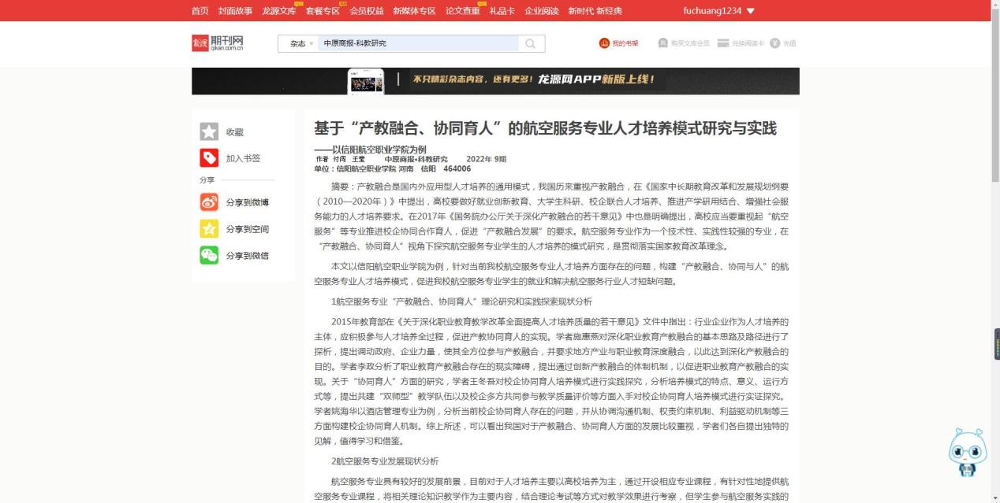 首页 封面故事 龙源文库 套餐专区 会员权益 新媒体专区 论文查重 礼品卡 企业阅读 新时代 新经典 fuchuang1234
龙源 期刊网
qikan.com.cn
杂志 中原商报-科教研究
我的书架 购买文库会员 兑换阅读卡 充值
不只精彩杂志内容，还有更多！龙源网APP新版上线！
收藏
加入书签
分享
分享到微博
分享到空间
分享到微信
基于“产教融合、协同育人”的航空服务专业人才培养模式研究与实践
——以信阳航空职业学院为例
作者 付闯 王莹 中原商报•科教研究 2022年 9期
单位：信阳航空职业学院 河南 信阳 464006
摘要：产教融合是国内外应用型人才培养的通用模式，我国历来重视产教融合，在《国家中长期教育改革和发展规划纲要
（2010—2020年）》中提出，高校要做好就业创新教育、大学生科研、校企联合人才培养、推进产学研用结合、增强社会服
务能力的人才培养要求。在2017年《国务院办公厅关于深化产教融合的若干意见》中也是明确提出，高校应当要重视起“航空
服务”等专业推进校企协同合作育人，促进“产教融合发展”的要求。航空服务专业作为一个技术性、实践性较强的专业，在
“产教融合、协同育人”视角下探究航空服务专业学生的人才培养的模式研究，是贯彻落实国家教育改革理念。
本文以信阳航空职业学院为例，针对当前我校航空服务专业人才培养方面存在的问题，构建“产教融合、协同与人”的航
空服务专业人才培养模式，促进我校航空服务专业学生的就业和解决航空服务行业人才短缺问题。
1航空服务专业“产教融合、协同育人”理论研究和实践探索现状分析
2015年教育部在《关于深化职业教育教学改革全面提高人才培养质量的若干意见》文件中指出：行业企业作为人才培养的
主体，应积极参与人才培养全过程，促进产教协同育人的实现。学者施惠燕对深化职业教育产教融合的基本思路及路径进行了
探析，提出调动政府、企业力量，使其全方位参与产教融合，并要求地方产业与职业教育深度融合，以此达到深化产教融合的
目的。学者李政分析了职业教育产教融合存在的现实障碍，提出通过创新产教融合的体制机制，以促进职业教育产教融合的实
现。关于“协同育人”方面的研究，学者王冬吾对校企协同育人培养模式进行实践探究，分析培养模式的特点、意义、运行方
式等，提出共建“双师型”教学队伍以及校企多方共同参与教学质量评价等方面入手对校企协同育人培养模式进行实证探究。
学者姚海华以酒店管理专业为例，分析当前校企协同育人存在的问题，并从协调沟通机制、权责约束机制、利益驱动机制等三
方面构建校企协同育人机制。综上所述，可以看出我国对于产教融合、协同育人方面的发展比较重视，学者们各自提出独特的
见解，值得学习和借鉴。
2航空服务专业发展现状分析
航空服务专业具有较好的发展前景，目前对于人才培养主要以高校培养为主，通过开设相应专业课程，有针对性地提供航
空服务专业课程，将相关理论知识教学作为主要内容，结合理论考试等方式对教学效果进行考察，但学生参与航空服务实践的